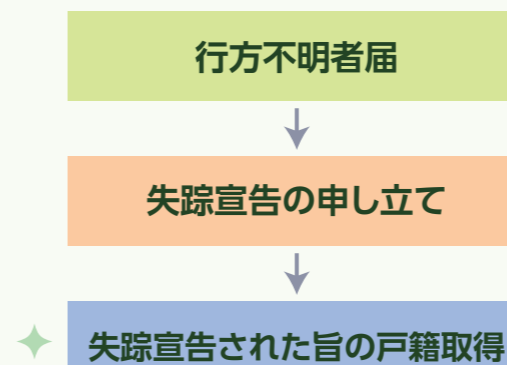 行方不明者届
失踪宣告の申し立て
失踪宣告された旨の戸籍取得